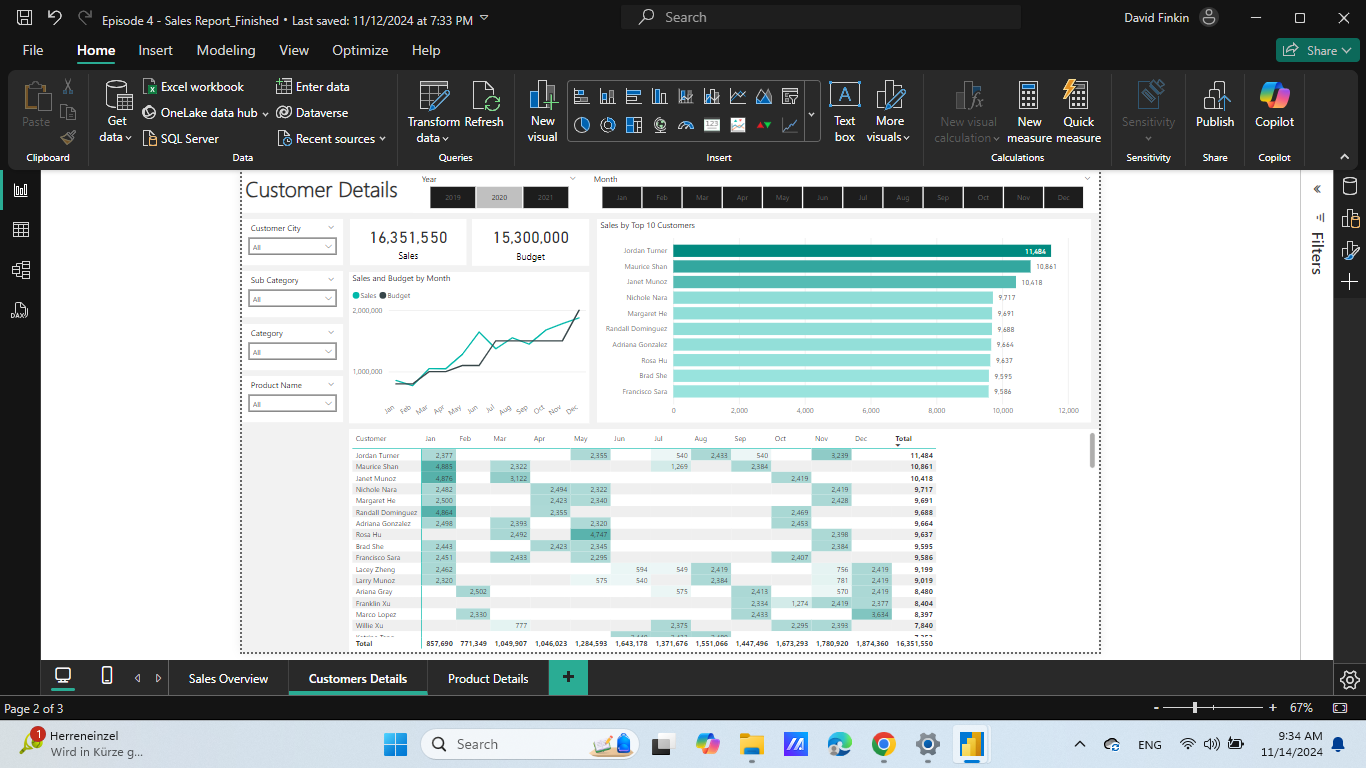 Episode 4 - Sales Report_Finished • Last saved: 11/12/2024 at 7:33 PM
Search
David Finkin
File Home Insert Modeling View Optimize Help
Share
Paste
Clipboard
Get data
Excel workbook
OneLake data hub
SQL Server
Enter data
Dataverse
Recent sources
Data
Transform data
Refresh
Queries
New visual
Text box
More visuals
Insert
New visual calculation
New measure
Quick measure
Calculations
Sensitivity
Sensitivity
Publish
Share
Copilot
Copilot
Customer Details
Year
2019 2020 2021
Month
Jan Feb Mar Apr May Jun Jul Aug Sep Oct Nov Dec
Customer City
All
Sub Category
All
Category
All
Product Name
All
16,351,550
Sales
15,300,000
Budget
Sales and Budget by Month
Sales Budget
2,000,000
1,000,000
Jan Feb Mar Apr May Jun Jul Aug Sep Oct Nov Dec
Sales by Top 10 Customers
Jordan Turner 11,484
Maurice Shan 10,861
Janet Munoz 10,418
Nichole Nara 9,717
Margaret He 9,691
Randall Dominguez 9,688
Adriana Gonzalez 9,664
Rosa Hu 9,637
Brad She 9,595
Francisco Sara 9,586
0 2,000 4,000 6,000 8,000 10,000 12,000
Customer Jan Feb Mar Apr May Jun Jul Aug Sep Oct Nov Dec Total
Jordan Turner 2,377 2,355 540 2,433 540 3,239 11,484
Maurice Shan 4,885 2,322 1,269 2,384 10,861
Janet Munoz 4,876 3,122 2,419 10,418
Nichole Nara 2,482 2,494 2,322 2,419 9,717
Margaret He 2,500 2,423 2,340 2,428 9,691
Randall Dominguez 4,864 2,355 2,469 9,688
Adriana Gonzalez 2,498 2,393 2,320 2,453 9,664
Rosa Hu 2,492 4,747 2,398 9,637
Brad She 2,443 2,423 2,345 2,384 9,595
Francisco Sara 2,451 2,433 2,295 2,407 9,586
Lacey Zheng 2,462 594 549 2,419 756 2,419 9,199
Larry Munoz 2,320 575 540 2,384 781 2,419 9,019
Ariana Gray 2,502 575 2,413 570 2,419 8,480
Franklin Xu 2,334 1,274 2,419 2,377 8,404
Marco Lopez 2,330 2,433 3,634 8,397
Willie Xu 777 2,375 2,295 2,393 7,840
Total 857,690 771,349 1,049,907 1,046,023 1,284,593 1,643,178 1,371,676 1,551,066 1,447,496 1,673,293 1,780,920 1,874,360 16,351,550
Filters
DAX
Sales Overview Customers Details Product Details
Page 2 of 3
67%
1
Herreneinzel
Wird in Kürze g...
Search
ENG
9:34 AM
11/14/2024